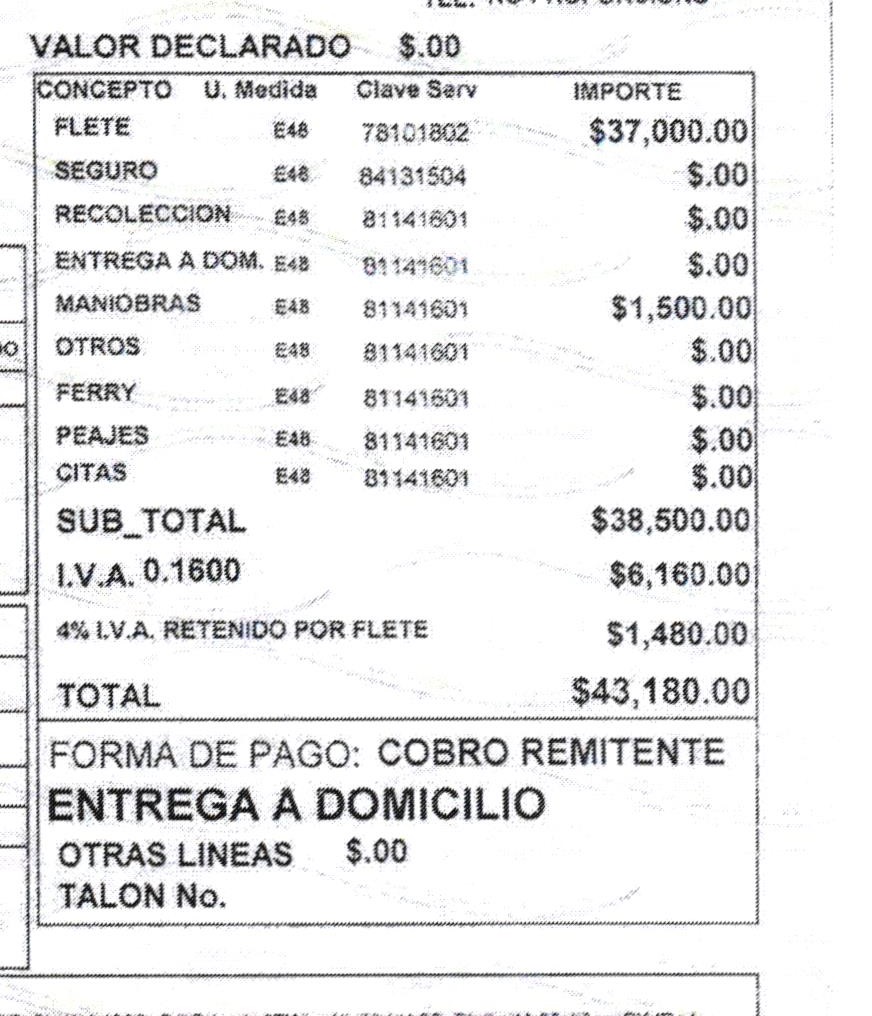 VALOR DECLARADO $.00
CONCEPTO U. Medida Clave Serv IMPORTE
FLETE E48 78101802 $37,000.00
SEGURO E48 84131504 $.00
RECOLECCION E48 81141601 $.00
ENTREGA A DOM. E48 81141601 $.00
MANIOBRAS E48 81141601 $1,500.00
OTROS E48 81141601 $.00
FERRY E48 81141601 $.00
PEAJES E48 81141601 $.00
CITAS E48 81141601 $.00
SUB_TOTAL $38,500.00
I.V.A. 0.1600 $6,160.00
4% I.V.A. RETENIDO POR FLETE $1,480.00
TOTAL $43,180.00
FORMA DE PAGO: COBRO REMITENTE
ENTREGA A DOMICILIO
OTRAS LINEAS $.00
TALON No.